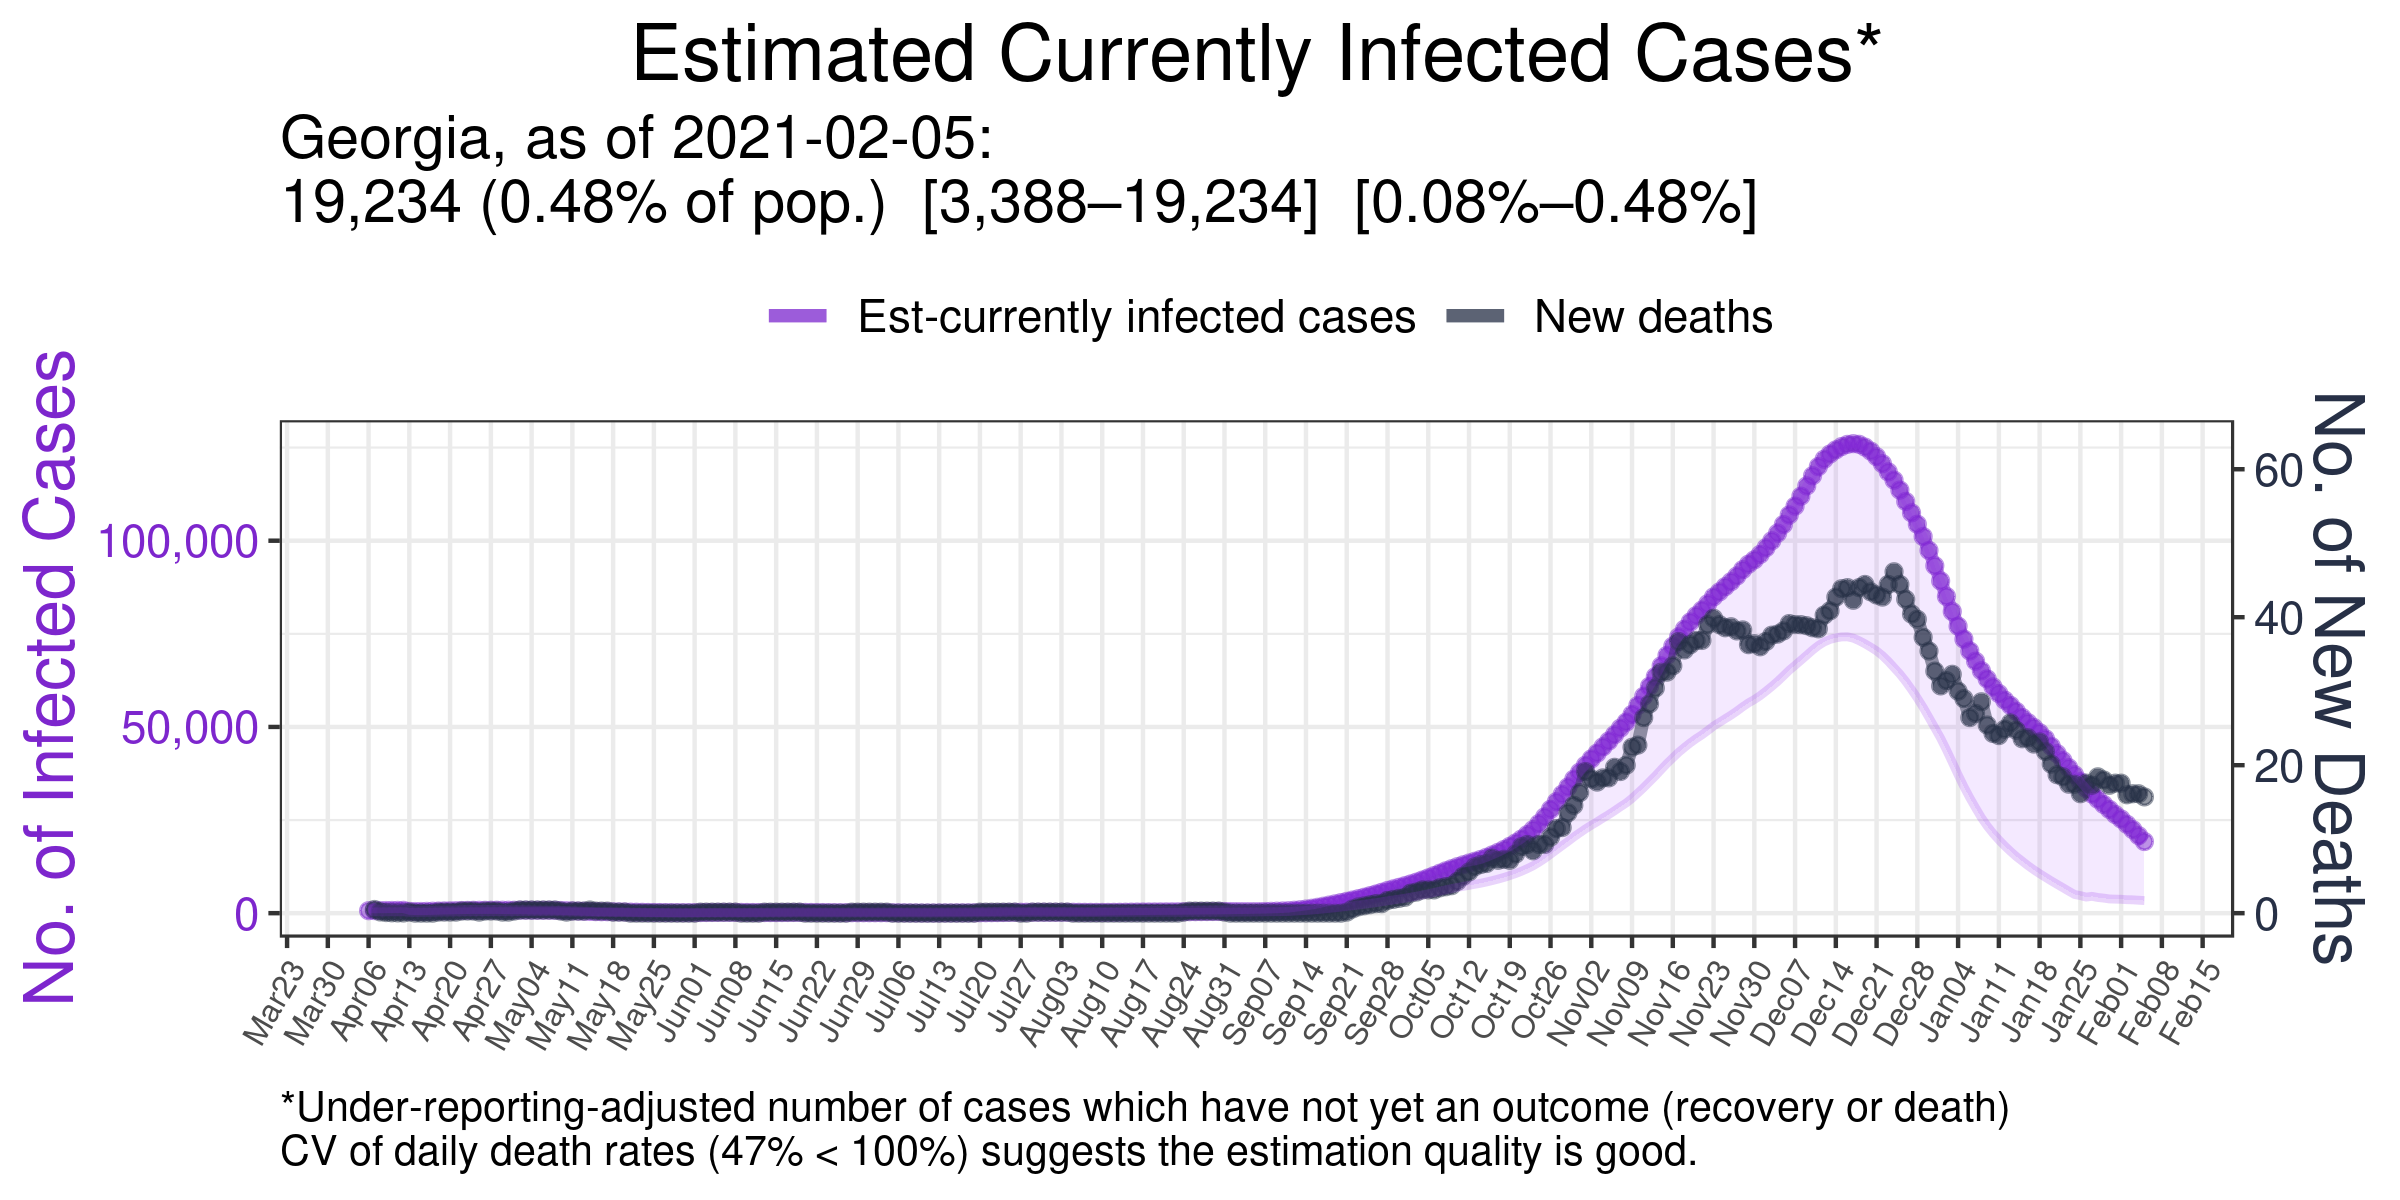 Estimated Currently Infected Cases*
Georgia, as of 2021-02-05:
19,234 (0.48% of pop.) [3,388–19,234] [0.08%–0.48%]
Est-currently infected cases
New deaths
No. of Infected Cases
100,000
50,000
0
60
40
20
0
No. of New Deaths
Mar23
Mar30
Apr06
Apr13
Apr20
Apr27
May04
May11
May18
May25
Jun01
Jun08
Jun15
Jun22
Jun29
Jul06
Jul13
Jul20
Jul27
Aug03
Aug10
Aug17
Aug24
Aug31
Sep07
Sep14
Sep21
Sep28
Oct05
Oct12
Oct19
Oct26
Nov02
Nov09
Nov16
Nov23
Nov30
Dec07
Dec14
Dec21
Dec28
Jan04
Jan11
Jan18
Jan25
Feb01
Feb08
Feb15
*Under-reporting-adjusted number of cases which have not yet an outcome (recovery or death)
CV of daily death rates (47% < 100%) suggests the estimation quality is good.